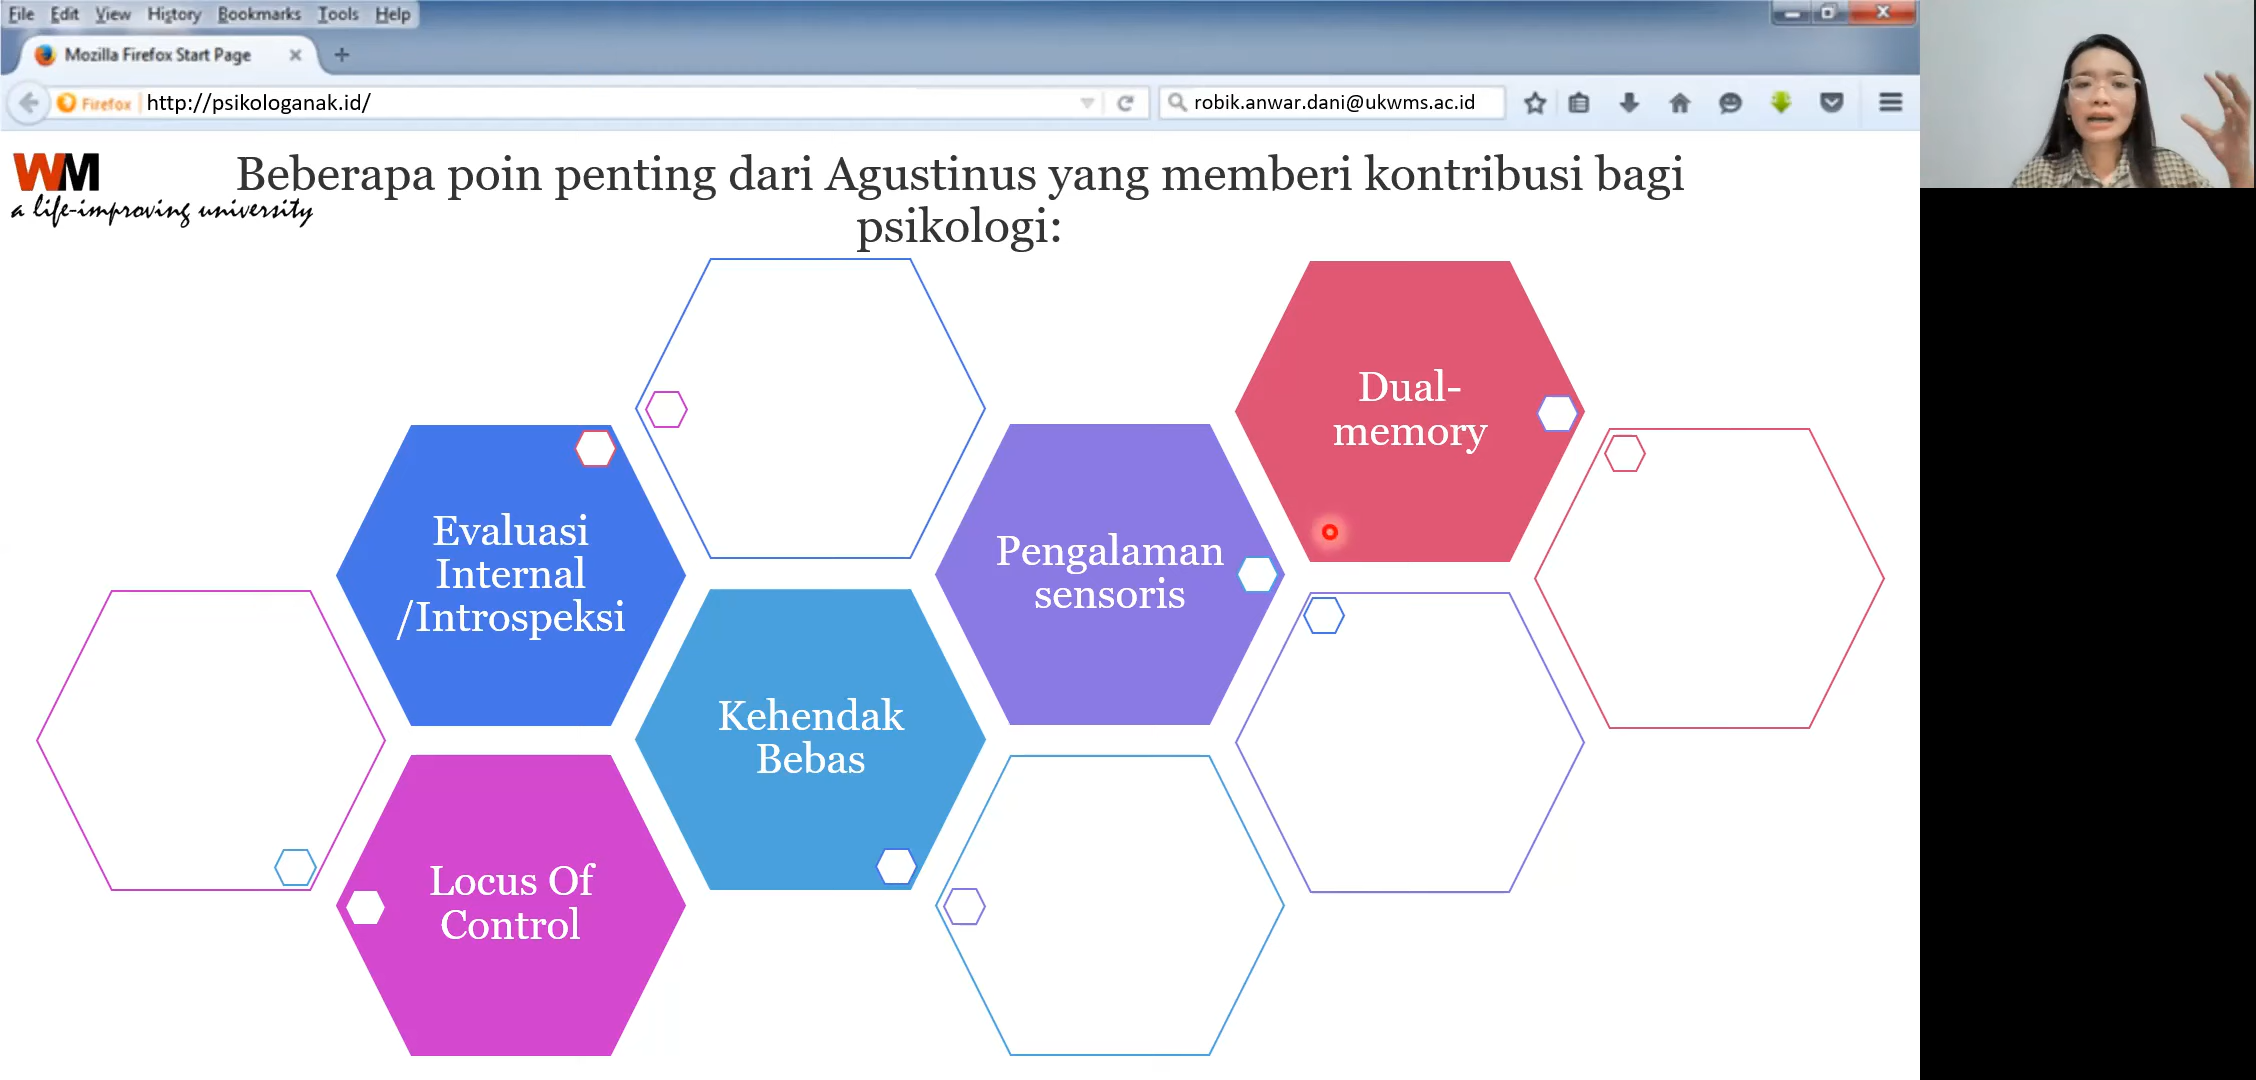 File Edit View History Bookmarks Tools Help
Mozilla Firefox Start Page
Firefox http://psikologanak.id/
robik.anwar.dani@ukwms.ac.id
WM
a life-improving university
Beberapa poin penting dari Agustinus yang memberi kontribusi bagi
psikologi:
Dual-
memory
Evaluasi
Internal
/Introspeksi
Pengalaman
sensoris
Kehendak
Bebas
Locus Of
Control